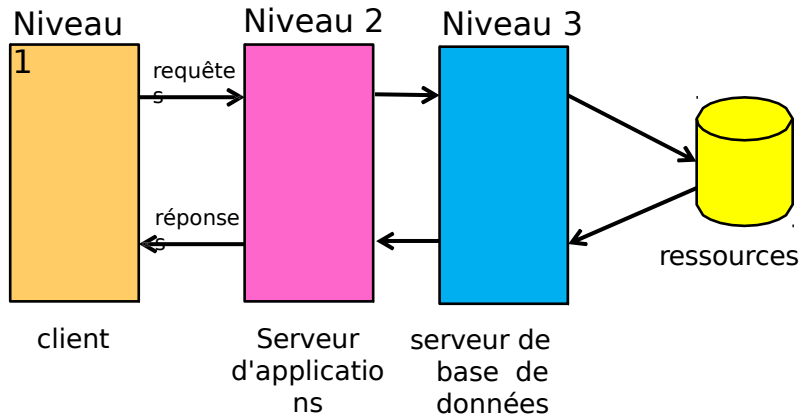 Niveau
1
Niveau 2
Niveau 3
requête
s
réponse
s
ressources
client
Serveur
d'applicatio
ns
serveur de
base de
données